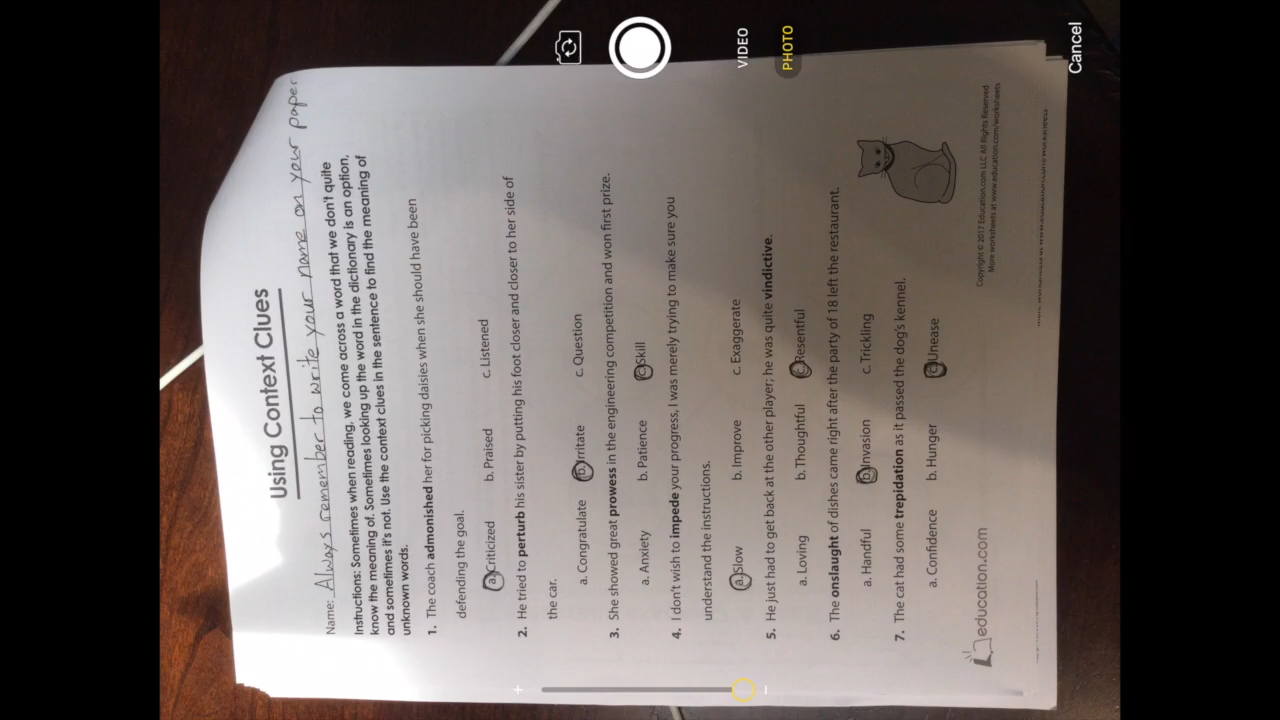 Using Context Clues
Name: Always remember to write your name on your paper
Instructions: Sometimes when reading, we come across a word that we don't quite
know the meaning of. Sometimes looking up the word in the dictionary is an option,
and sometimes it's not. Use the context clues in the sentence to find the meaning of
unknown words.
1. The coach admonished her for picking daisies when she should have been
defending the goal.
a. Criticized b. Praised c. Listened
2. He tried to perturb his sister by putting his foot closer and closer to her side of
the car.
a. Congratulate b. Irritate c. Question
3. She showed great prowess in the engineering competition and won first prize.
a. Anxiety b. Patience c. Skill
4. I don't wish to impede your progress, I was merely trying to make sure you
understand the instructions.
a. Slow b. Improve c. Exaggerate
5. He just had to get back at the other player; he was quite vindictive.
a. Loving b. Thoughtful c. Resentful
6. The onslaught of dishes came right after the party of 18 left the restaurant.
a. Handful b. Invasion c. Trickling
7. The cat had some trepidation as it passed the dog's kennel.
a. Confidence b. Hunger c. Unease
education.com
Copyright © 2017 Education.com LLC All Rights Reserved
More worksheets at www.education.com/worksheets
VIDEO
PHOTO
Cancel